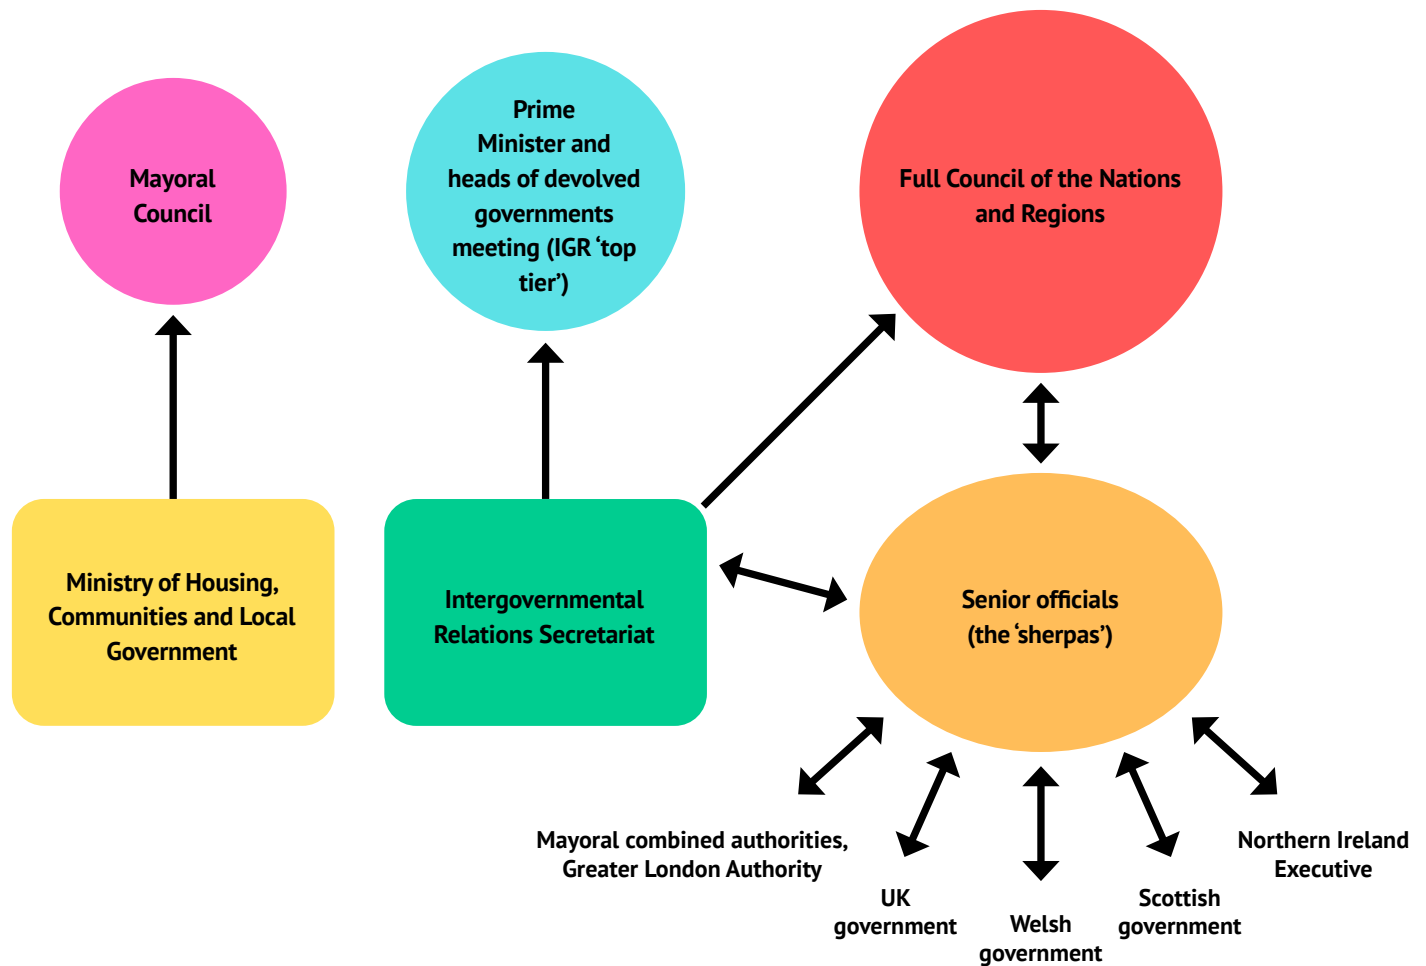 Mayoral
Council
Prime
Minister and
heads of devolved
governments
meeting (IGR ‘top
tier’)
Full Council of the Nations
and Regions
Ministry of Housing,
Communities and Local
Government
Intergovernmental
Relations Secretariat
Senior officials
(the ‘sherpas’)
Mayoral combined authorities,
Greater London Authority
UK
government
Welsh
government
Scottish
government
Northern Ireland
Executive